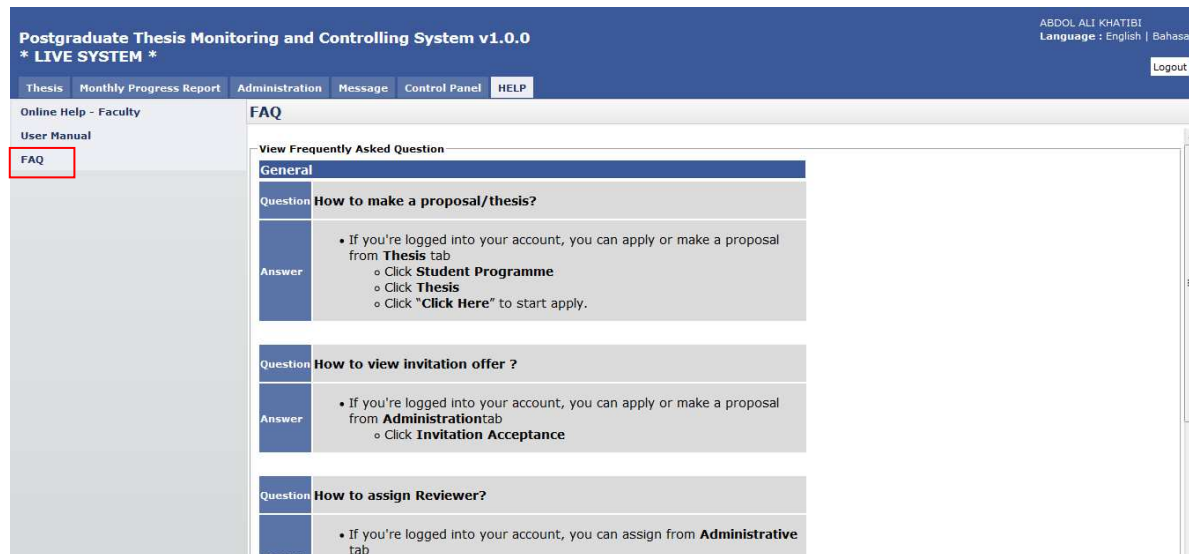 ABDOL ALI KHATIBI
Postgraduate Thesis Monitoring and Controlling System v1.0.0
Language : English | Bahasa
* LIVE SYSTEM *
Logout
Thesis Monthly Progress Report Administration Message Control Panel HELP
Online Help - Faculty
User Manual
FAQ
FAQ
View Frequently Asked Question
General
Question How to make a proposal/thesis?
Answer
• If you're logged into your account, you can apply or make a proposal
from Thesis tab
o Click Student Programme
o Click Thesis
o Click "Click Here" to start apply.
Question How to view invitation offer ?
Answer
• If you're logged into your account, you can apply or make a proposal
from Administrationtab
o Click Invitation Acceptance
Question How to assign Reviewer?
• If you're logged into your account, you can assign from Administrative
tab